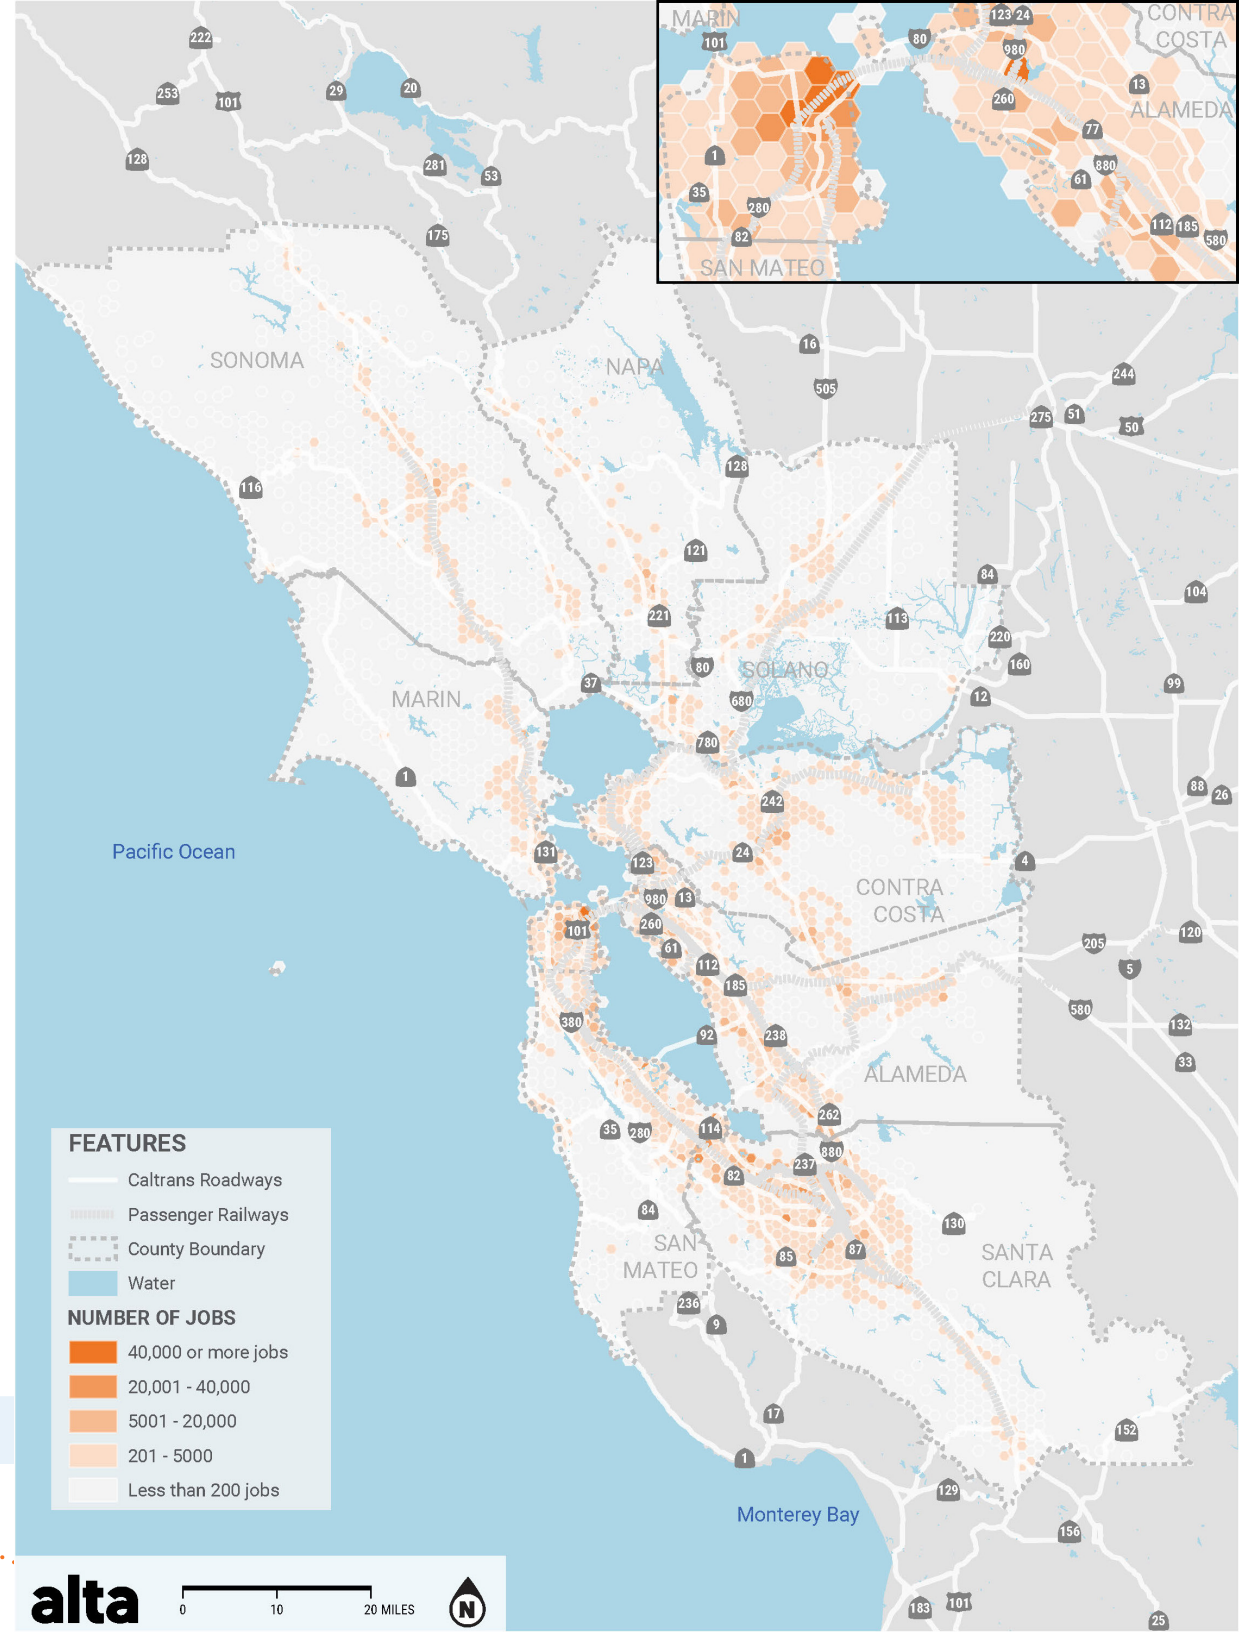 MARIN
101
80
123
24
CONTRA
COSTA
980
13
260
ALAMEDA
77
1
880
61
35
280
112
185
82
580
SAN MATEO
222
253
101
29
20
128
281
53
175
16
505
244
275
51
50
SONOMA
NAPA
128
116
121
84
104
221
113
220
80
SOLANO
160
37
680
12
99
MARIN
780
1
242
88
26
Pacific Ocean
131
123
24
4
980
13
CONTRA
COSTA
260
101
61
205
120
112
5
185
380
92
238
580
132
33
ALAMEDA
262
35
280
114
880
237
82
84
130
SAN
MATEO
85
87
SANTA
CLARA
236
9
17
152
1
129
Monterey Bay
156
183
101
25
FEATURES
Caltrans Roadways
Passenger Railways
County Boundary
Water
NUMBER OF JOBS
40,000 or more jobs
20,001 - 40,000
5001 - 20,000
201 - 5000
Less than 200 jobs
alta
0 10 20 MILES
N